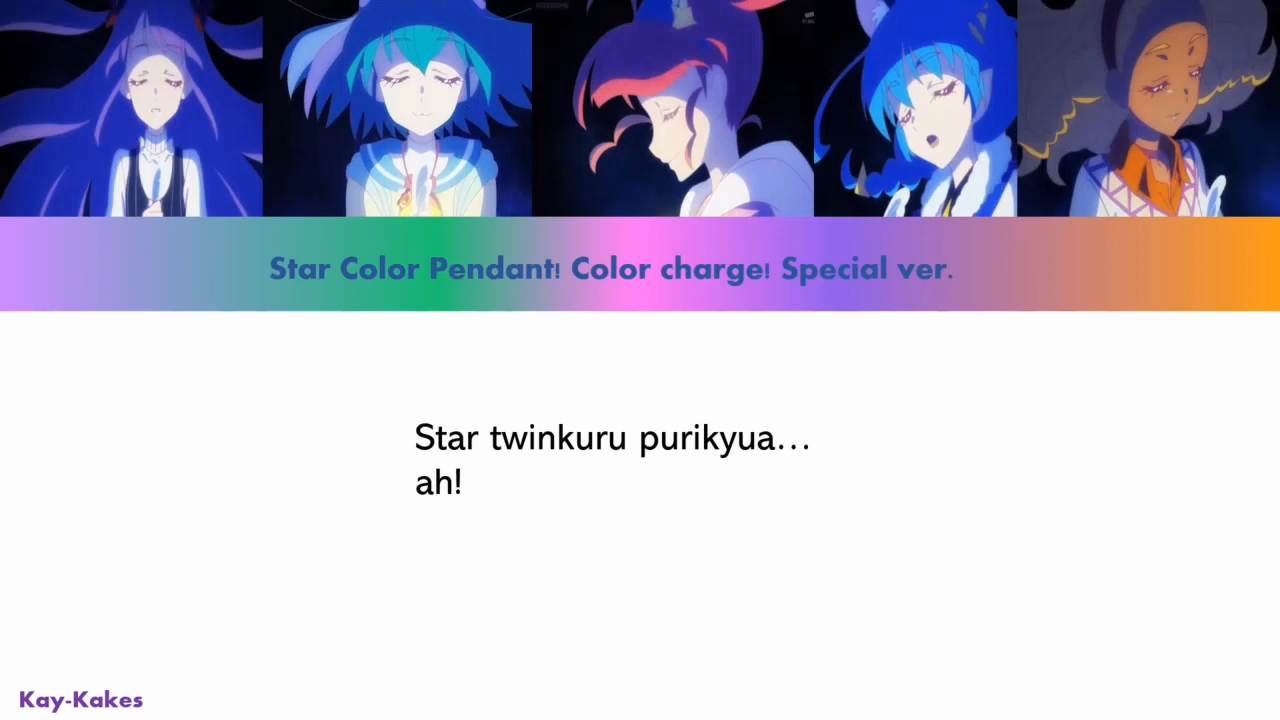 Star Color Pendant! Color charge! Special ver.
Star twinkuru purikyua...
ah!
Kay-Kakes